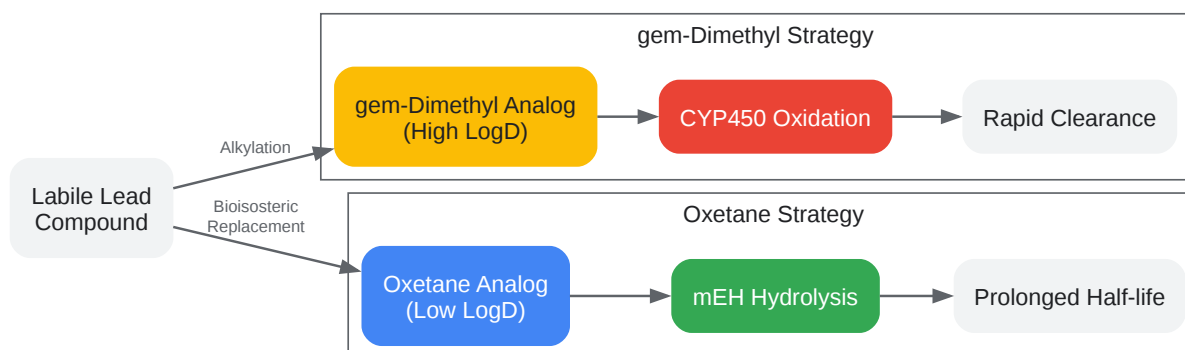 gem-Dimethyl Strategy
gem-Dimethyl Analog
(High LogD)
CYP450 Oxidation
Rapid Clearance
Alkylation
Labile Lead
Compound
Bioisosteric
Replacement
Oxetane Strategy
Oxetane Analog
(Low LogD)
mEH Hydrolysis
Prolonged Half-life